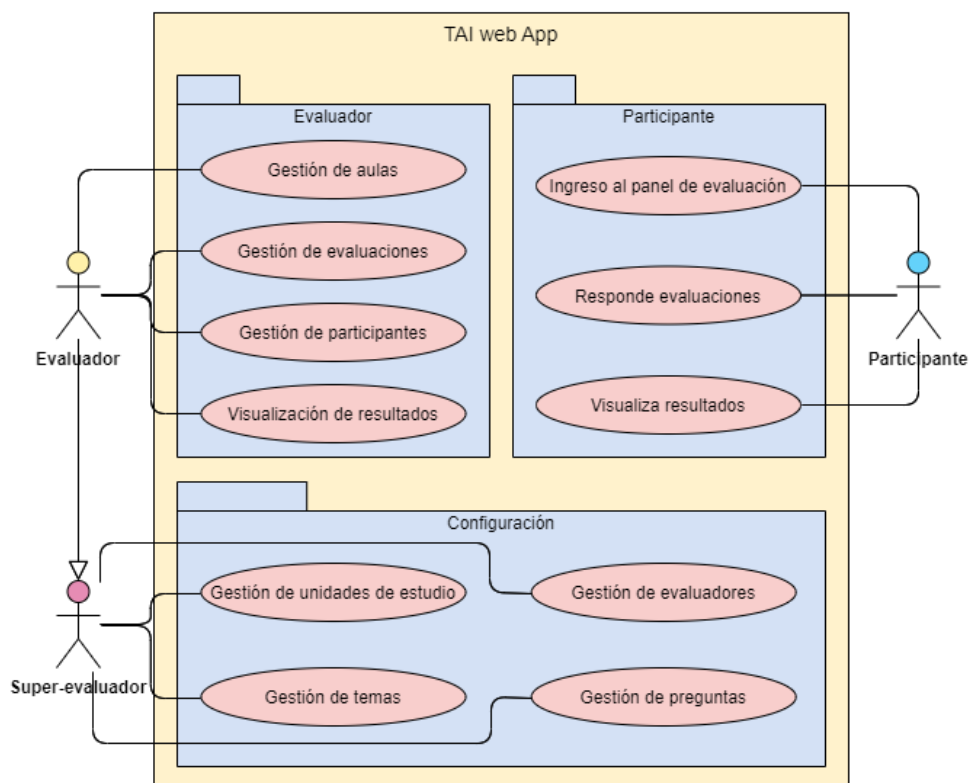 TAI web App
Evaluador
Participante
Gestión de aulas
Ingreso al panel de evaluación
Gestión de evaluaciones
Responde evaluaciones
Gestión de participantes
Evaluador
Participante
Visualización de resultados
Visualiza resultados
Configuración
Gestión de unidades de estudio
Gestión de evaluadores
Super-evaluador
Gestión de temas
Gestión de preguntas